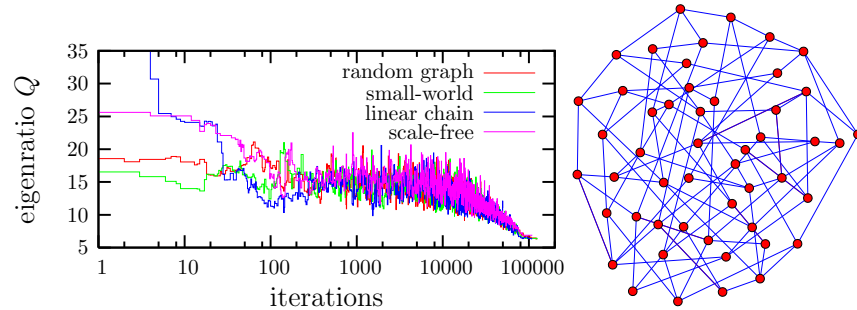 eigenratio Q
35
30
25
20
15
10
5
random graph
small-world
linear chain
scale-free
1 10 100 1000 10000 100000
iterations